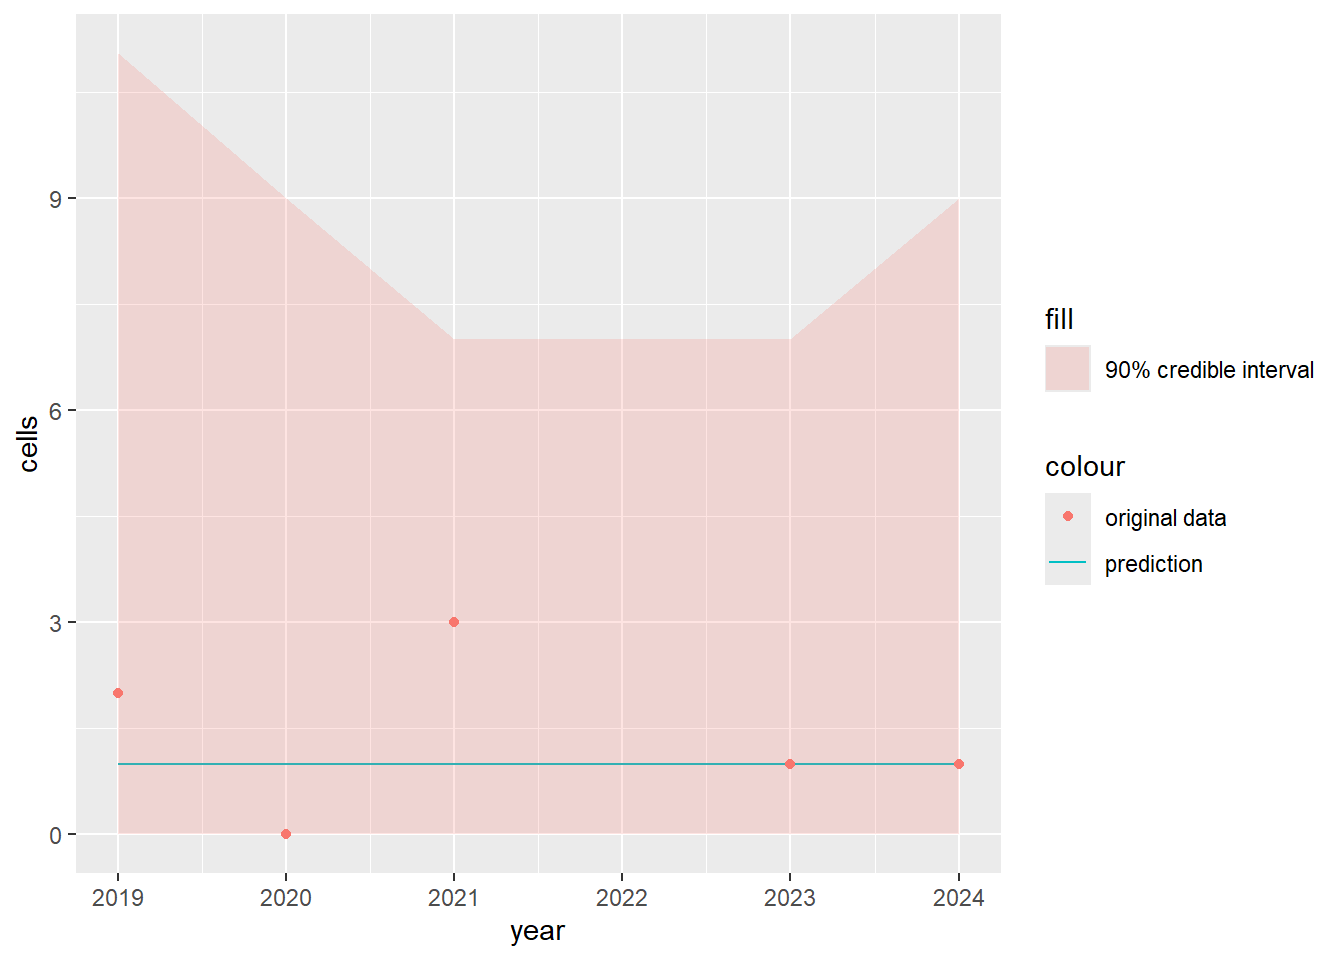 9
6
3
0
cells
2019 2020 2021 2022 2023 2024
year
fill
90% credible interval
colour
original data
prediction